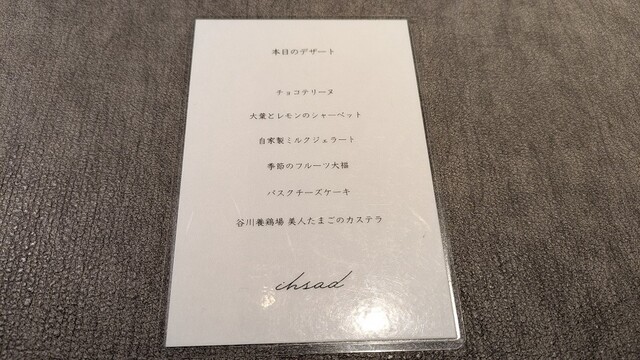 本日のデザート
チョコテリーヌ
大葉とレモンのシャーベット
自家製ミルクジェラート
季節のフルーツ大福
バスクチーズケーキ
谷川養鶏場 美人たまごのカステラ
ihsad